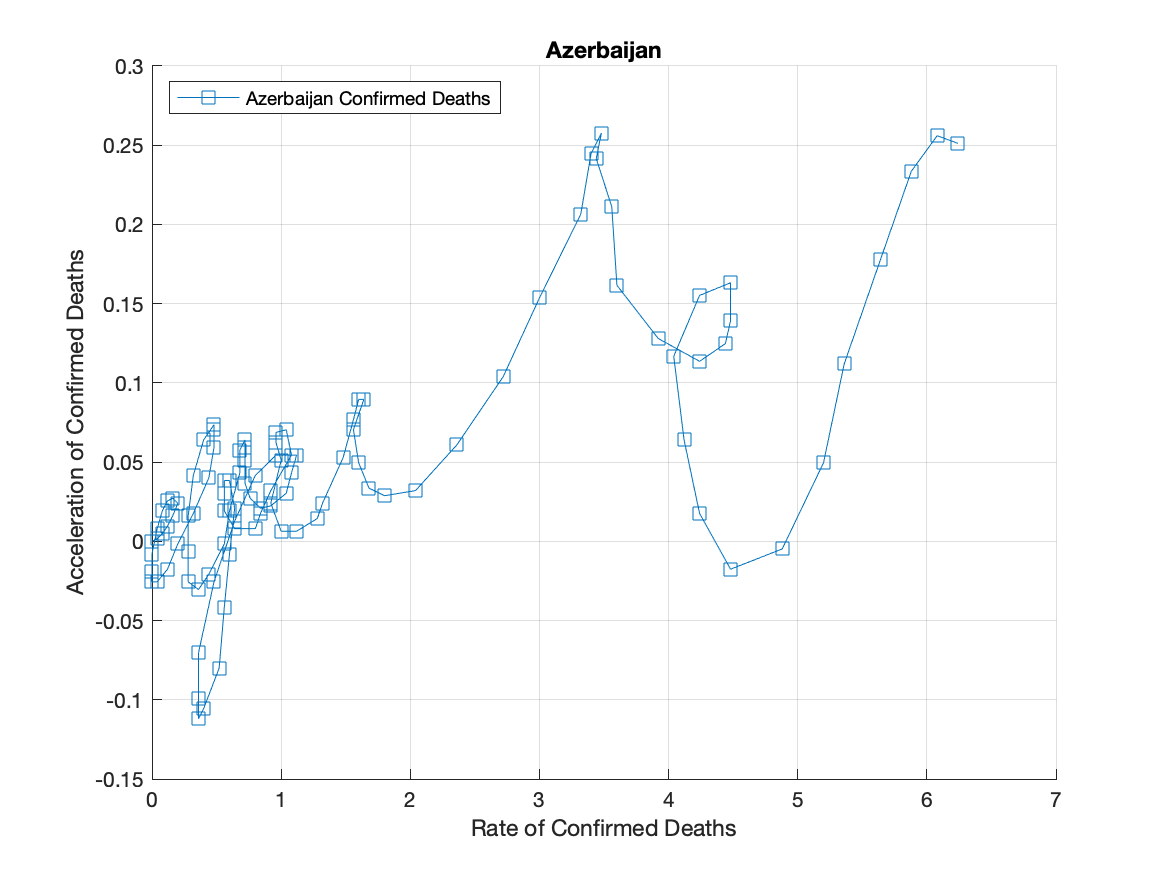 Azerbaijan
Azerbaijan Confirmed Deaths
0.3
0.25
0.2
0.15
0.1
0.05
0
-0.05
-0.1
-0.15
Acceleration of Confirmed Deaths
0 1 2 3 4 5 6 7
Rate of Confirmed Deaths